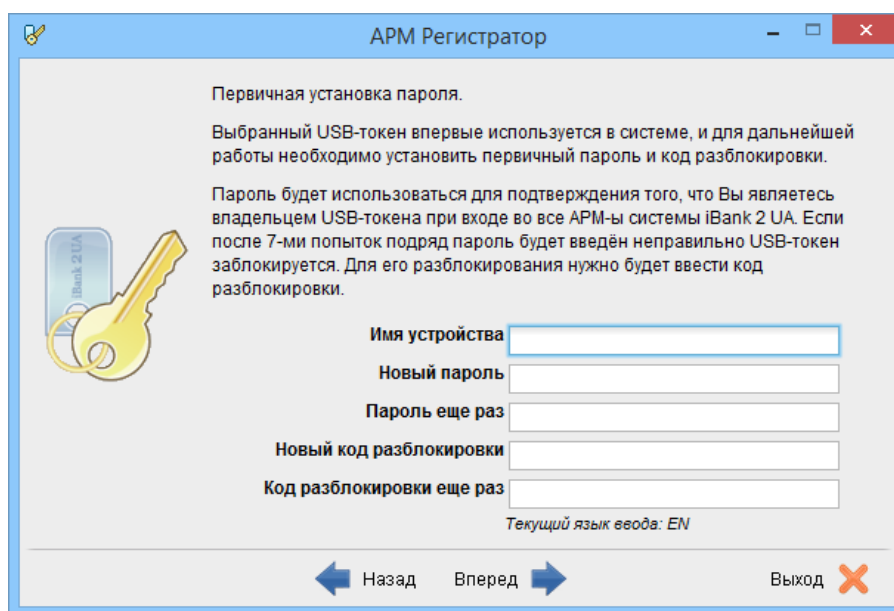 АРМ Регистратор
Первичная установка пароля.
Выбранный USB-токен впервые используется в системе, и для дальнейшей
работы необходимо установить первичный пароль и код разблокировки.
Пароль будет использоваться для подтверждения того, что Вы являетесь
владельцем USB-токена при входе во все АРМ-ы системы iBank 2 UA. Если
после 7-ми попыток подряд пароль будет введён неправильно USB-токен
заблокируется. Для его разблокирования нужно будет ввести код
разблокировки.
iBank 2 UA
Имя устройства
Новый пароль
Пароль еще раз
Новый код разблокировки
Код разблокировки еще раз
Текущий язык ввода: EN
Назад Вперед Выход